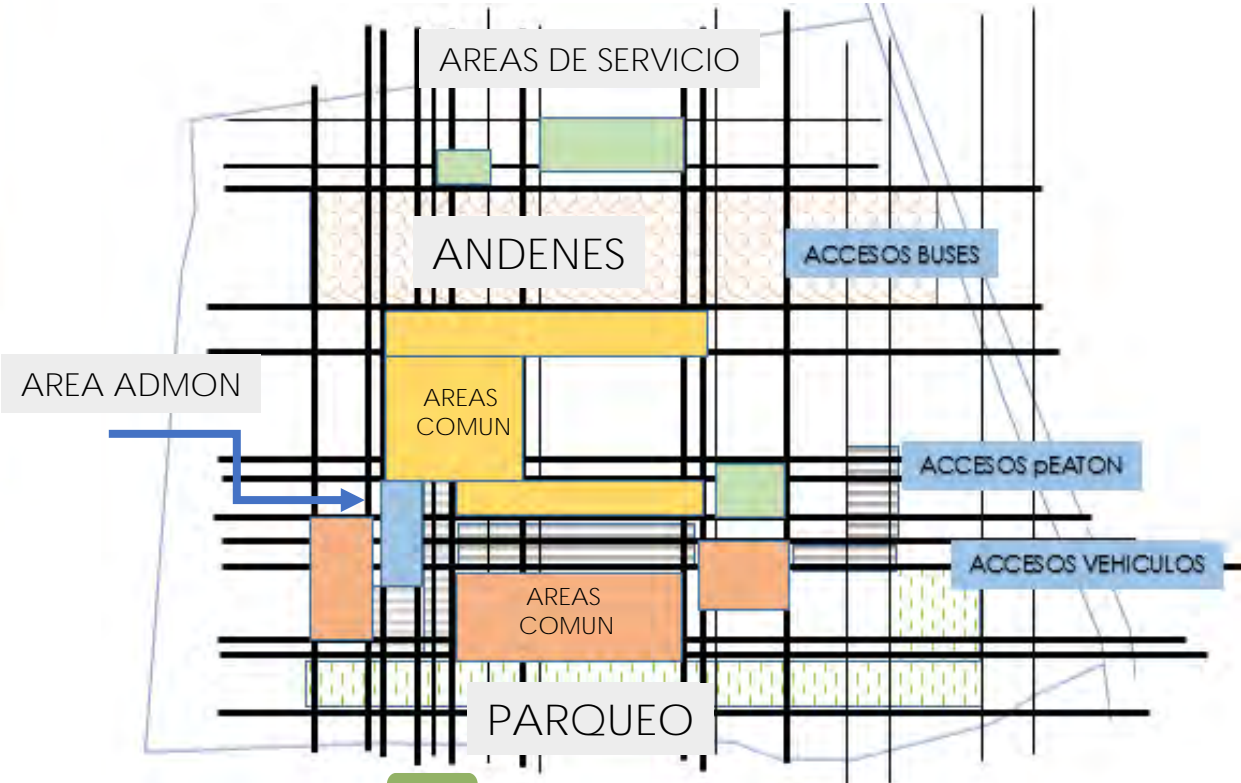 AREAS DE SERVICIO
ANDENES
ACCESOS BUSES
AREA ADMON
AREAS
COMUN
ACCESOS pEATON
ACCESOS VEHICULOS
AREAS
COMUN
PARQUEO